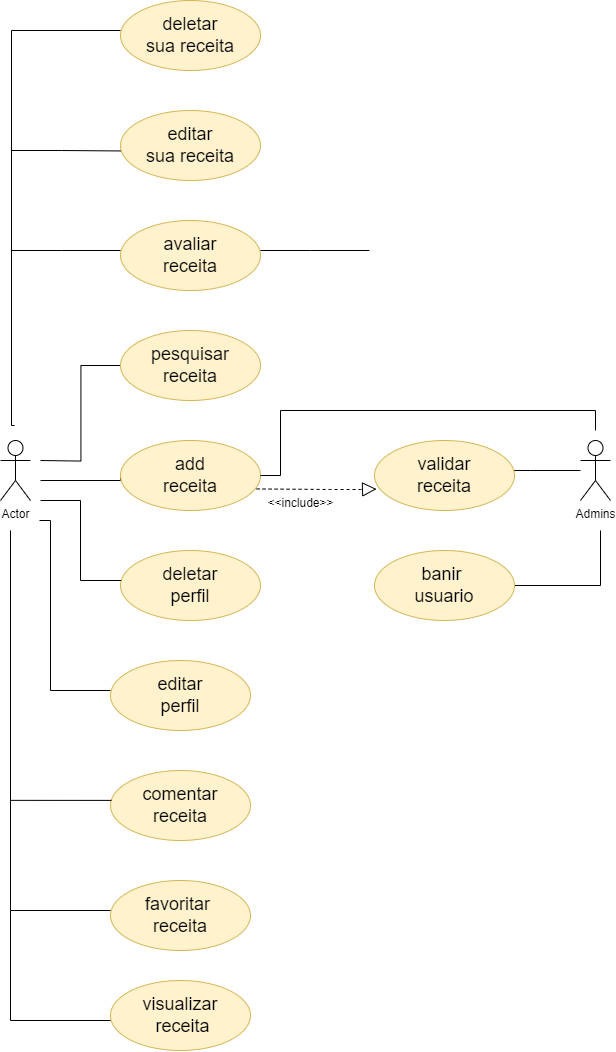 deletar
sua receita
editar
sua receita
avaliar
receita
pesquisar
receita
add
receita
<<include>>
validar
receita
Actor
Admins
deletar
perfil
banir
usuario
editar
perfil
comentar
receita
favoritar
receita
visualizar
receita